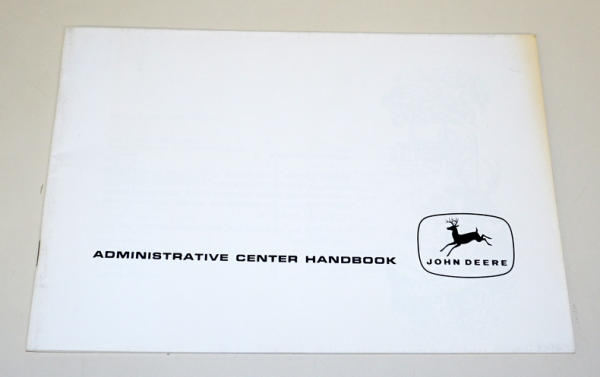 ADMINISTRATIVE CENTER HANDBOOK
JOHN DEERE